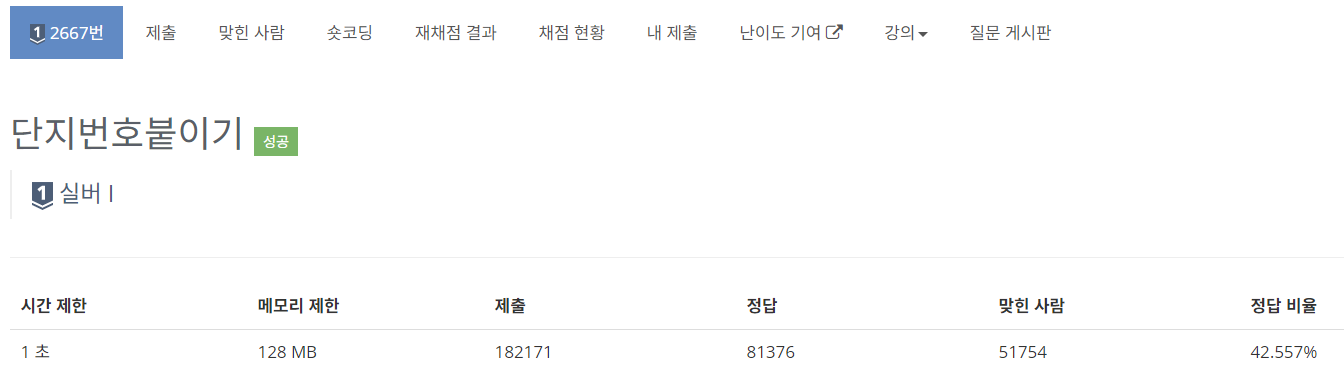 1 2667번 제출 맞힌 사람 숏코딩 재채점 결과 채점 현황 내 제출 난이도 기여 강의 질문 게시판
단지번호붙이기 성공
1 실버 I
시간 제한 메모리 제한 제출 정답 맞힌 사람 정답 비율
1 초 128 MB 182171 81376 51754 42.557%